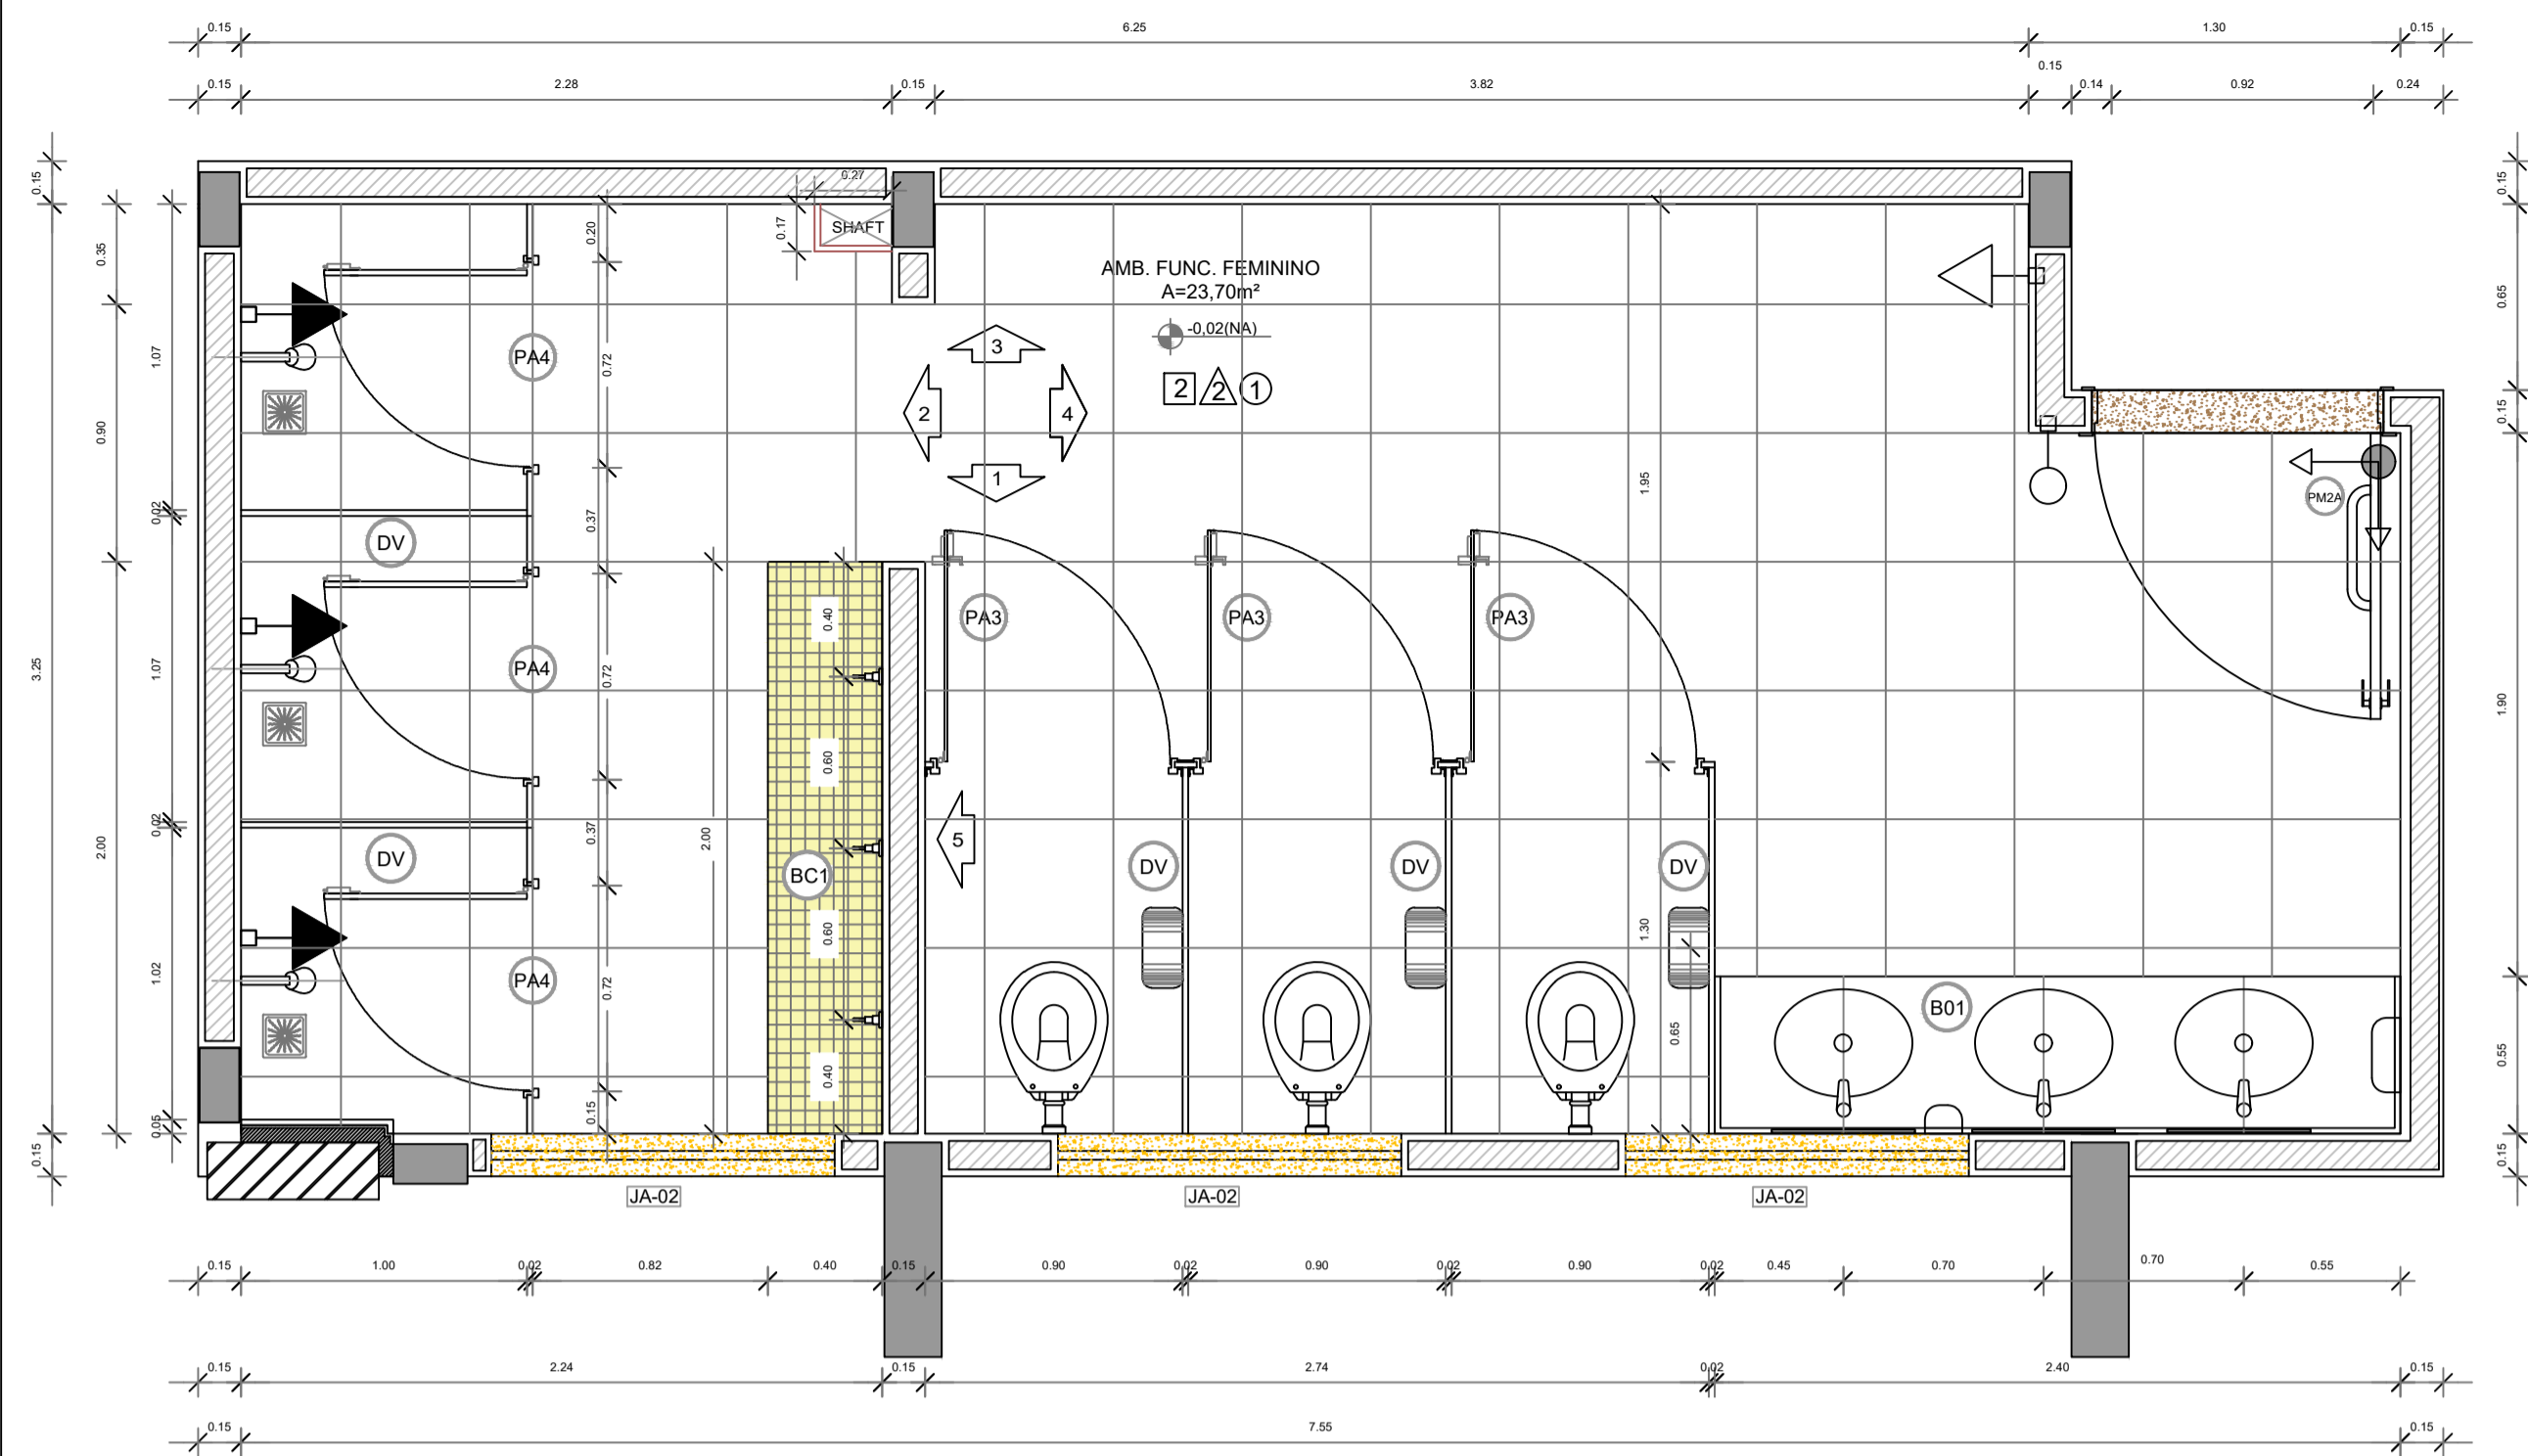 0.15 6.25 1.30 0.15
0.15
0.15 2.28 0.15 3.82 0.14 0.92 0.24
0.15
0.27
0.15
0.20
0.17
SHAFT
0.35
AMB. FUNC. FEMININO
A=23,70m²
0.65
-0,02(NA)
3
1.07
PA4
0.72
2 2 1
2 4
0.15
0.90
1
1.95
PM2A
0.02
0.37
DV
0.40
PA3 PA3 PA3
3.25
1.07
PA4
0.72
1.90
0.60
0.02
0.37
2.00
2.00
5
DV
BC1
DV DV DV
0.60
1.30
1.02
PA4
0.72
B01
0.65
0.55
0.40
0.05
0.15
0.15
0.15
JA-02 JA-02 JA-02
0.15 1.00 0.02 0.82 0.40 0.15 0.90 0.02 0.90 0.02 0.90 0.02 0.45 0.70 0.70 0.55
0.15 2.24 0.15 2.74 0.02 2.40 0.15
0.15 7.55 0.15